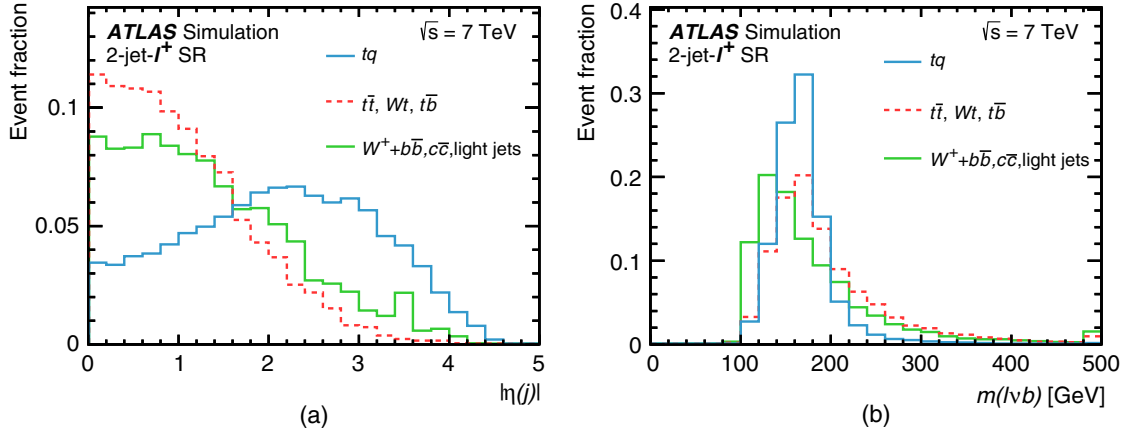 ATLAS Simulation
2-jet-l⁺ SR
√s = 7 TeV
tq
tt̄, Wt, tb̄
W⁺+bb̄,cc̄,light jets
Event fraction
0.1
0.05
0
0 1 2 3 4 5
|η(j)|
(a)
ATLAS Simulation
2-jet-l⁺ SR
√s = 7 TeV
tq
tt̄, Wt, tb̄
W⁺+bb̄,cc̄,light jets
Event fraction
0.4
0.3
0.2
0.1
0
0 100 200 300 400 500
m(lνb) [GeV]
(b)